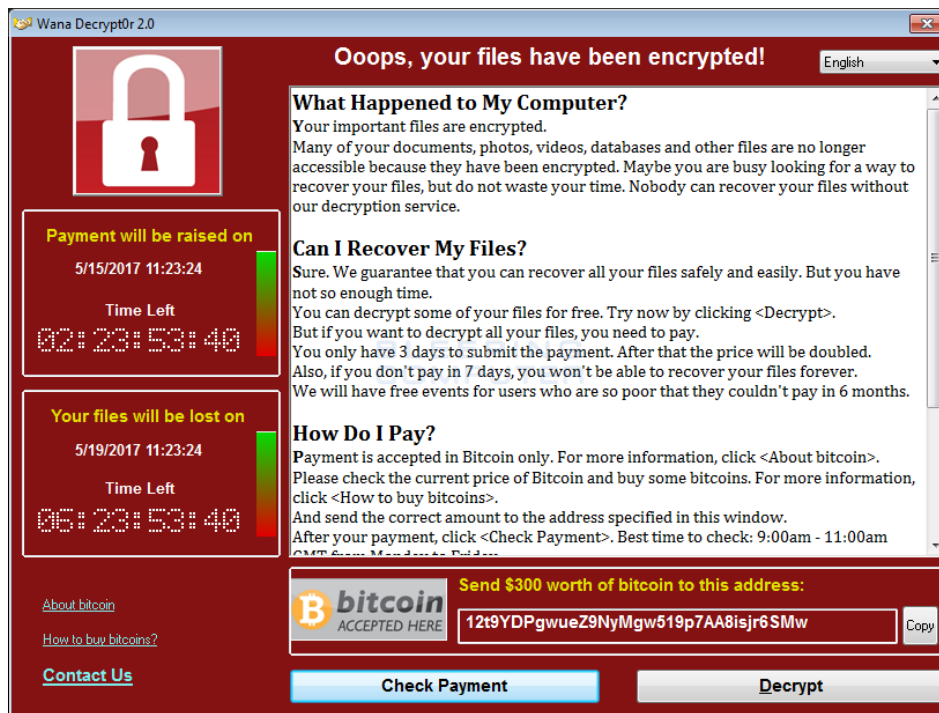 Wana Decrypt0r 2.0
Ooops, your files have been encrypted!
English
Payment will be raised on
5/15/2017 11:23:24
Time Left
02:23:53:40
Your files will be lost on
5/19/2017 11:23:24
Time Left
06:23:53:40
About bitcoin
How to buy bitcoins?
Contact Us
What Happened to My Computer?
Your important files are encrypted.
Many of your documents, photos, videos, databases and other files are no longer
accessible because they have been encrypted. Maybe you are busy looking for a way to
recover your files, but do not waste your time. Nobody can recover your files without
our decryption service.
Can I Recover My Files?
Sure. We guarantee that you can recover all your files safely and easily. But you have
not so enough time.
You can decrypt some of your files for free. Try now by clicking <Decrypt>.
But if you want to decrypt all your files, you need to pay.
You only have 3 days to submit the payment. After that the price will be doubled.
Also, if you don't pay in 7 days, you won't be able to recover your files forever.
We will have free events for users who are so poor that they couldn't pay in 6 months.
BLEEPING
COMPUTER
How Do I Pay?
Payment is accepted in Bitcoin only. For more information, click <About bitcoin>.
Please check the current price of Bitcoin and buy some bitcoins. For more information,
click <How to buy bitcoins>.
And send the correct amount to the address specified in this window.
After your payment, click <Check Payment>. Best time to check: 9:00am - 11:00am
GMT from Monday to Friday.
bitcoin
ACCEPTED HERE
Send $300 worth of bitcoin to this address:
12t9YDPgwueZ9NyMgw519p7AA8isjr6SMw
Copy
Check Payment
Decrypt